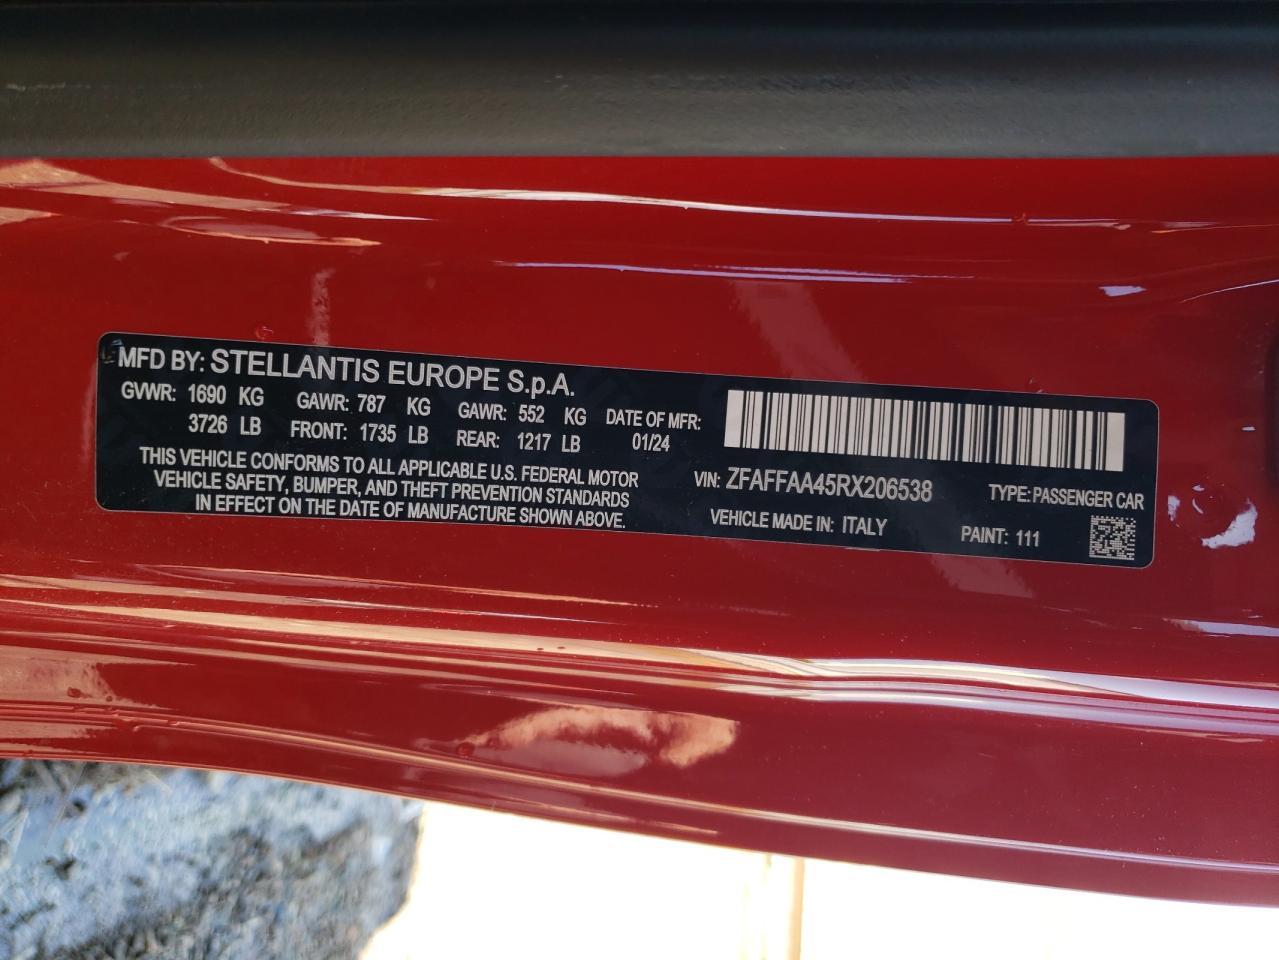 MFD BY: STELLANTIS EUROPE S.p.A.
GVWR: 1690 KG GAWR: 787 KG GAWR: 552 KG DATE OF MFR:
3726 LB FRONT: 1735 LB REAR: 1217 LB 01/24
THIS VEHICLE CONFORMS TO ALL APPLICABLE U.S. FEDERAL MOTOR
VEHICLE SAFETY, BUMPER, AND THEFT PREVENTION STANDARDS
IN EFFECT ON THE DATE OF MANUFACTURE SHOWN ABOVE.
VIN: ZFAFFAA45RX206538 TYPE: PASSENGER CAR
VEHICLE MADE IN: ITALY PAINT: 111